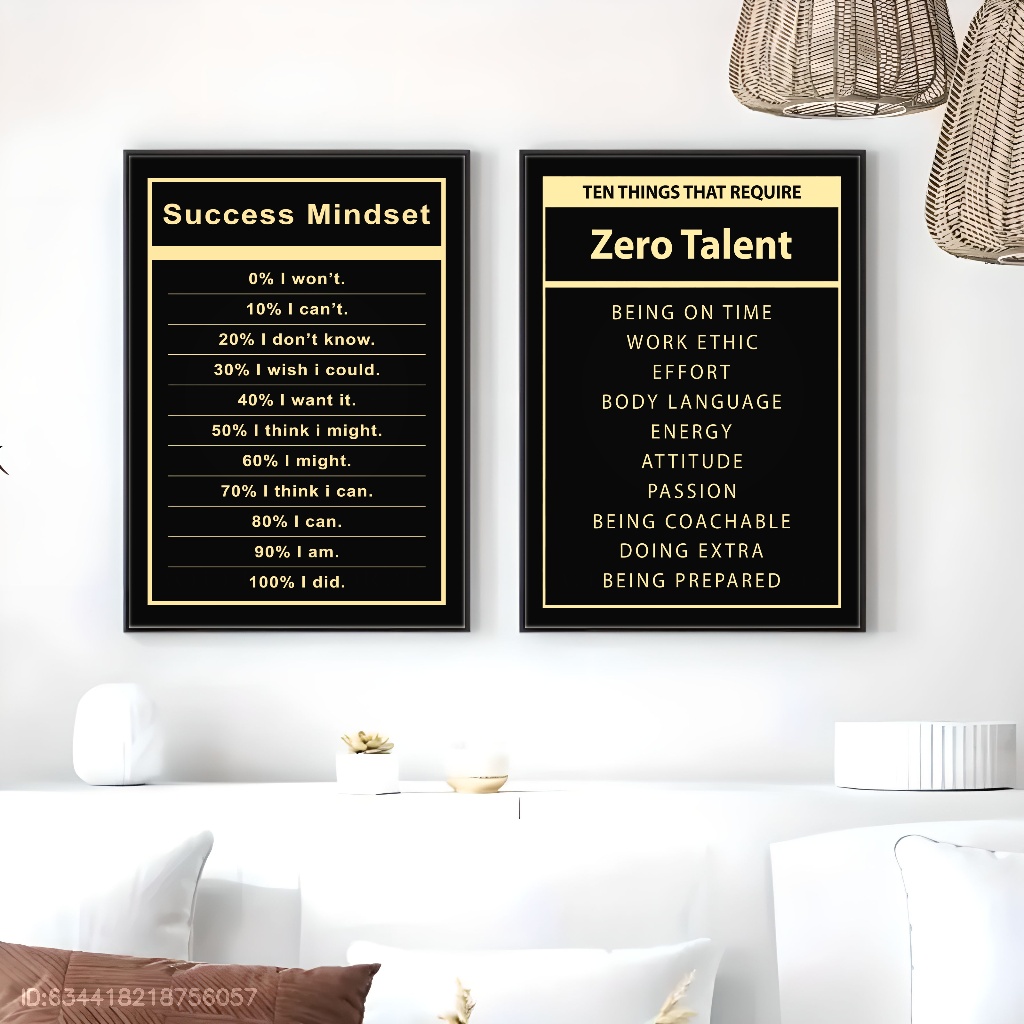 Success Mindset
0% I won’t.
10% I can’t.
20% I don’t know.
30% I wish i could.
40% I want it.
50% I think i might.
60% I might.
70% I think i can.
80% I can.
90% I am.
100% I did.
TEN THINGS THAT REQUIRE
Zero Talent
BEING ON TIME
WORK ETHIC
EFFORT
BODY LANGUAGE
ENERGY
ATTITUDE
PASSION
BEING COACHABLE
DOING EXTRA
BEING PREPARED
ID:634418218756057